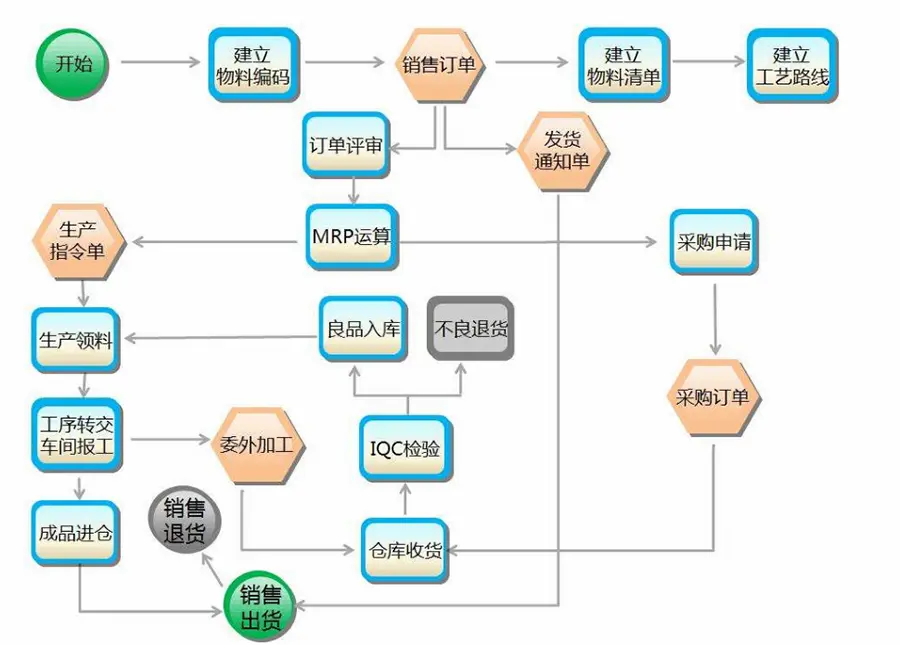 开始
建立
物料编码
销售订单
建立
物料清单
建立
工艺路线
订单评审
发货
通知单
生产
指令单
MRP运算
采购申请
生产领料
良品入库
不良退货
采购订单
工序转交
车间报工
委外加工
IQC检验
销售
退货
成品进仓
仓库收货
销售
出货